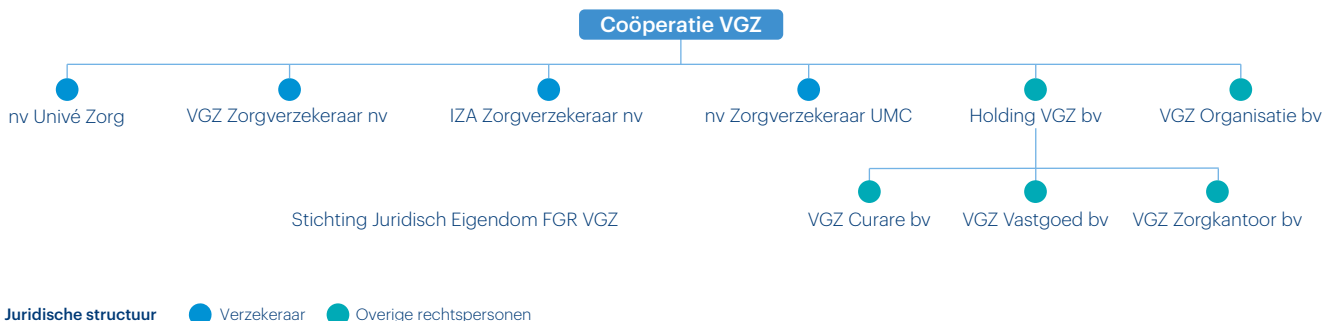 Coöperatie VGZ
nv Univé Zorg
VGZ Zorgverzekeraar nv
IZA Zorgverzekeraar nv
nv Zorgverzekeraar UMC
Holding VGZ bv
VGZ Organisatie bv
Stichting Juridisch Eigendom FGR VGZ
VGZ Curare bv
VGZ Vastgoed bv
VGZ Zorgkantoor bv
Juridische structuur
Verzekeraar
Overige rechtspersonen